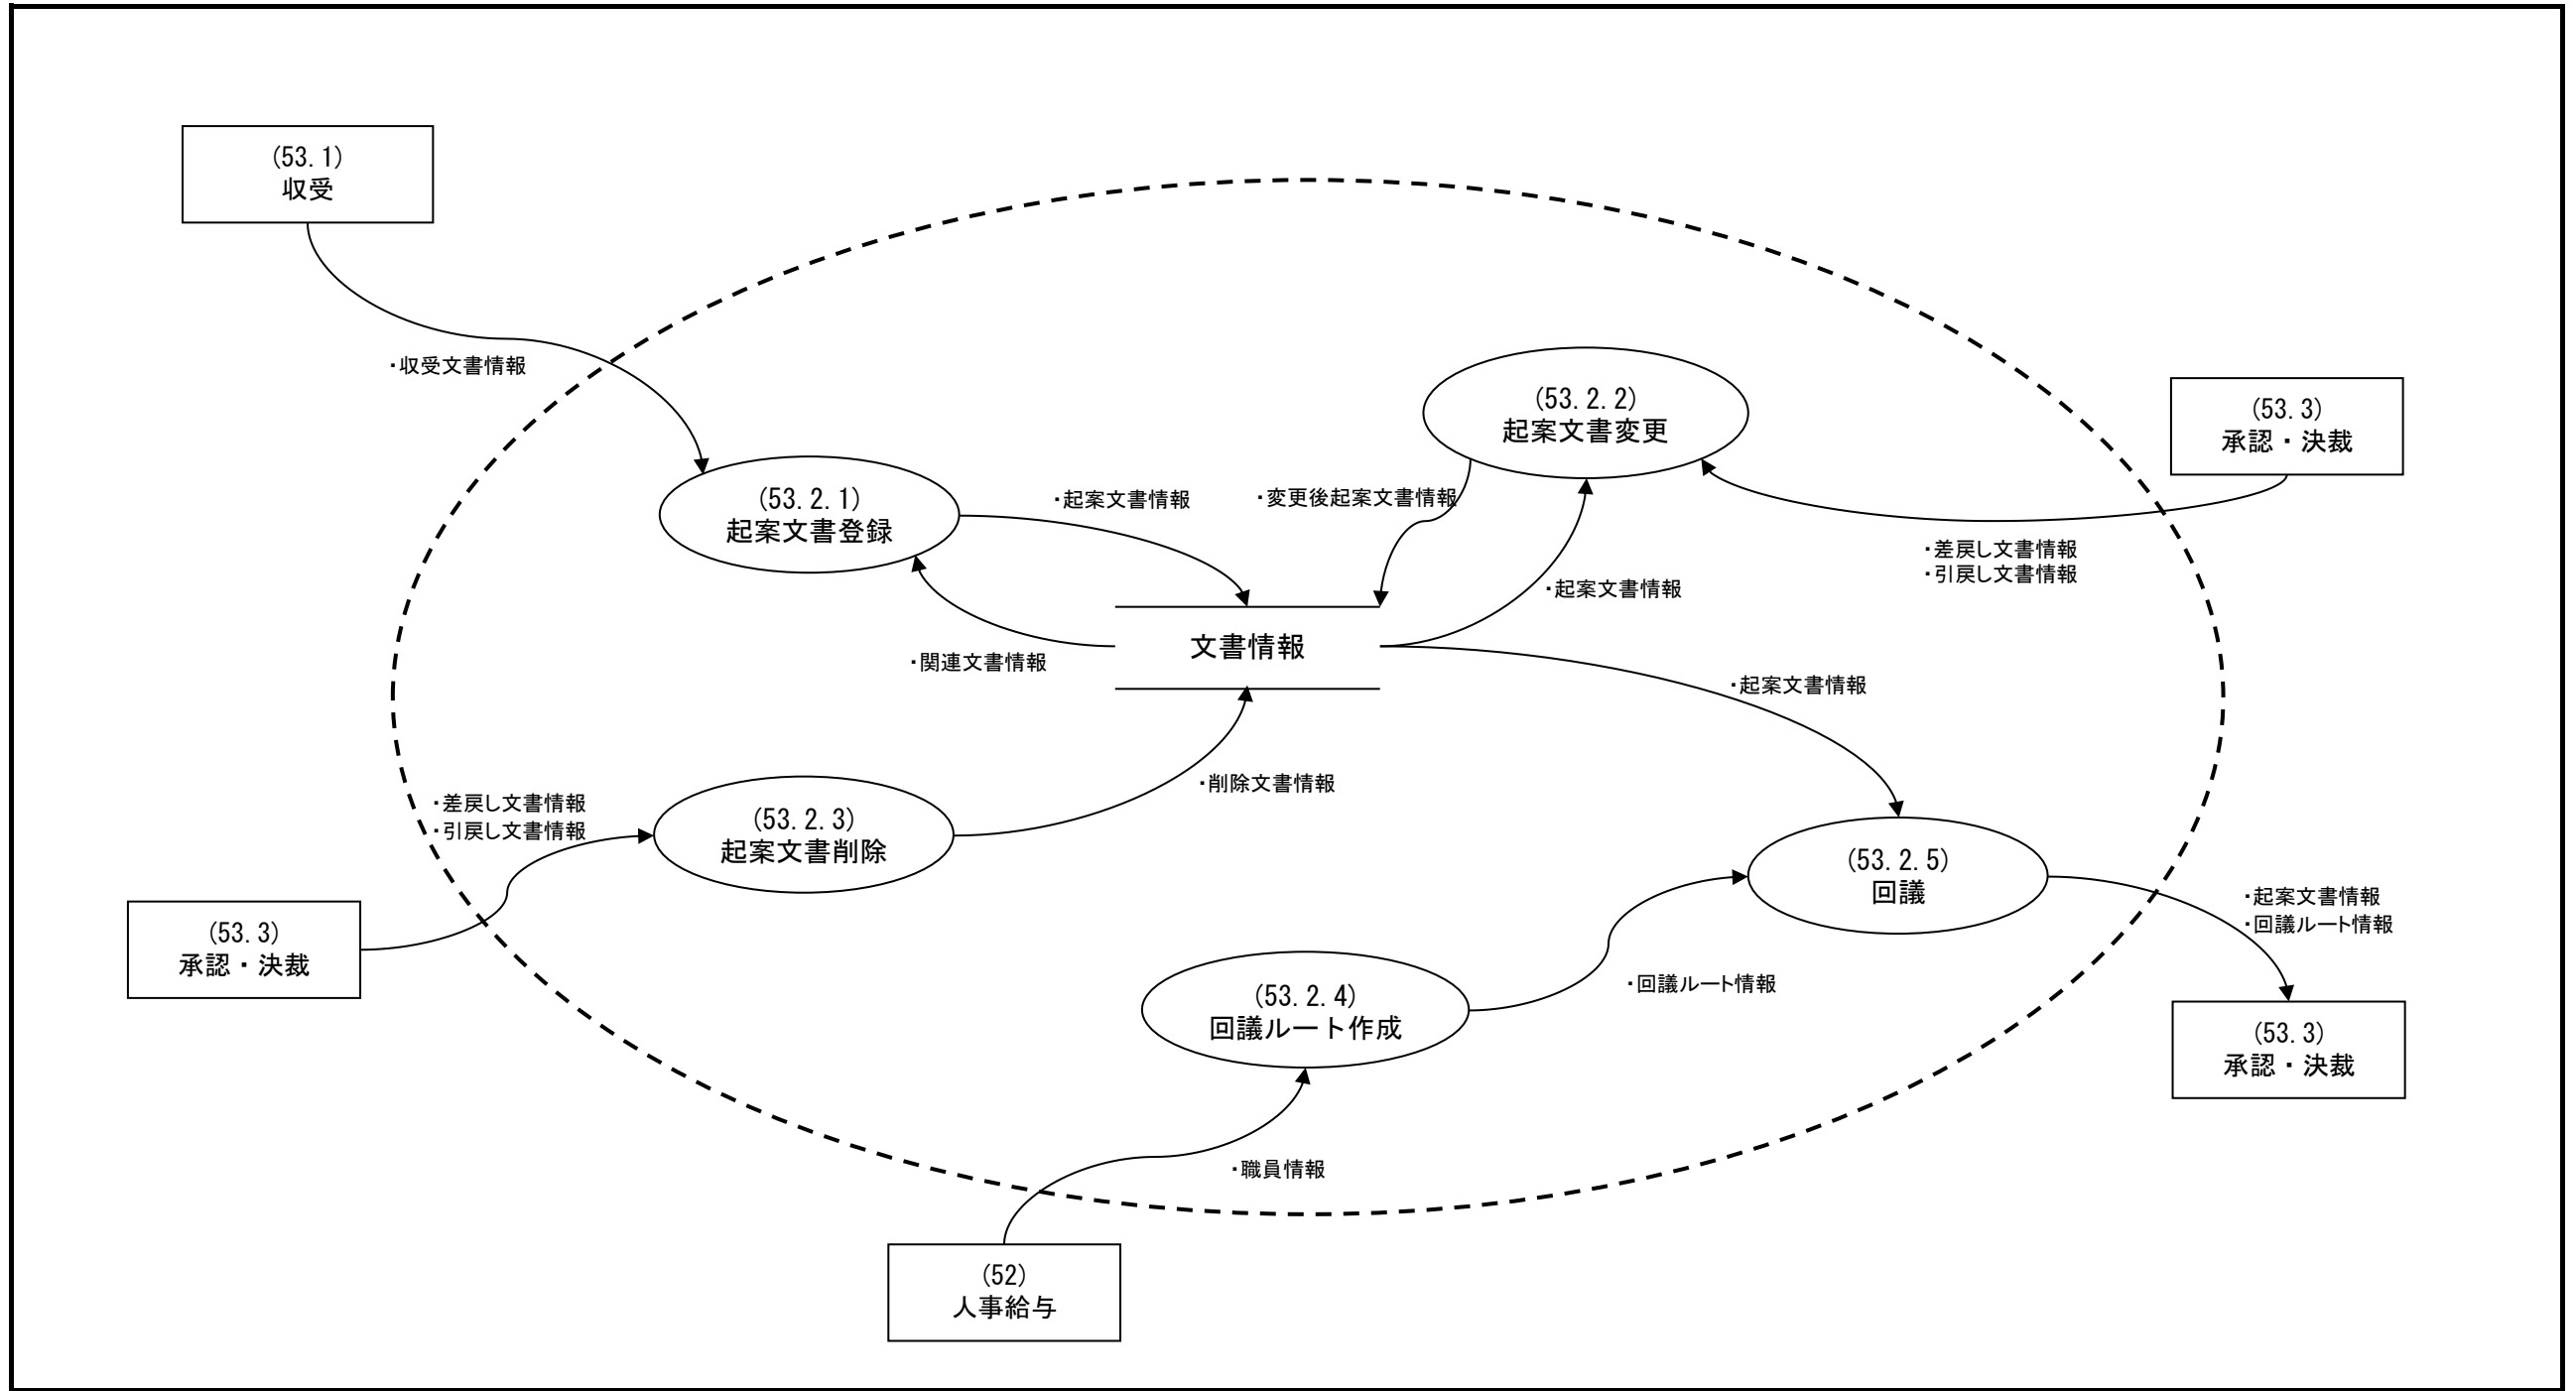 (53.1)
収受
・収受文書情報
(53.2.2)
起案文書変更
(53.3)
承認・決裁
(53.2.1)
起案文書登録
・起案文書情報
・変更後起案文書情報
・差戻し文書情報
・引戻し文書情報
・起案文書情報
文書情報
・関連文書情報
・起案文書情報
・削除文書情報
・差戻し文書情報
・引戻し文書情報
(53.2.3)
起案文書削除
(53.2.5)
回議
・起案文書情報
・回議ルート情報
(53.3)
承認・決裁
(53.2.4)
回議ルート作成
・回議ルート情報
(53.3)
承認・決裁
・職員情報
(52)
人事給与